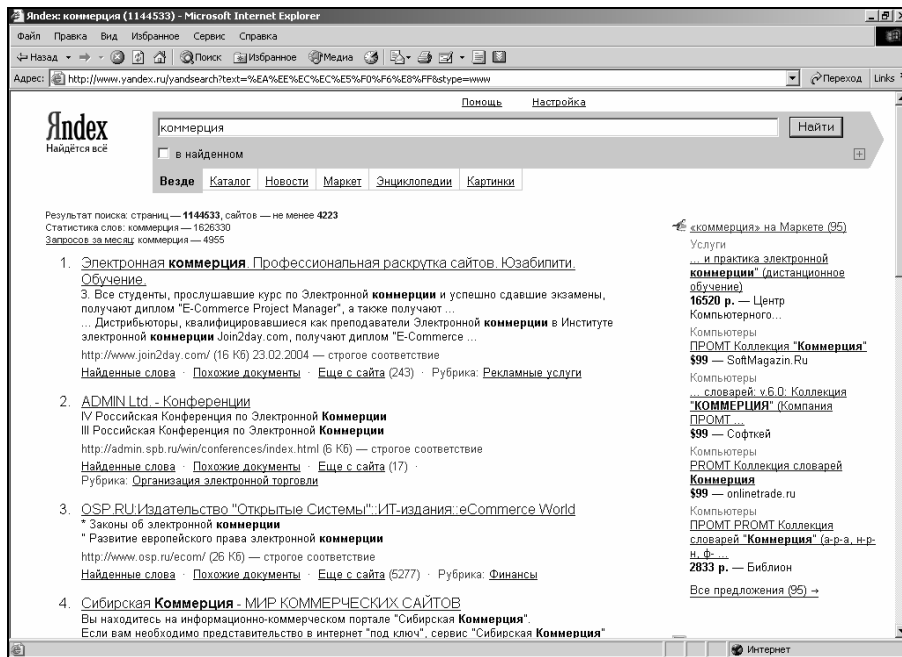 Яndex: коммерция (1144533) - Microsoft Internet Explorer
Файл Правка Вид Избранное Сервис Справка
Назад Поиск Избранное Медиа
Адрес: http://www.yandex.ru/yandsearch?text=%EA%EE%EC%EC%E5%F0%F6%E8%FF&stype=www Переход Links
Помощь Настройка
Яndex
Найдётся всё
коммерция Найти
в найденном
Везде Каталог Новости Маркет Энциклопедии Картинки
Результат поиска: страниц — 1144533, сайтов — не менее 4223
Статистика слов: коммерция — 1626330
Запросов за месяц: коммерция — 4955
1. Электронная коммерция. Профессиональная раскрутка сайтов. Юзабилити.
Обучение.
3. Все студенты, прослушавшие курс по Электронной коммерции и успешно сдавшие экзамены,
получают диплом "E-Commerce Project Manager", а также получают ...
... Дистрибьюторы, квалифицировавшиеся как преподаватели Электронной коммерции в Институте
электронной коммерции Join2day.com, получают диплом "E-Commerce ...
http://www.join2day.com/ (16 Кб) 23.02.2004 — строгое соответствие
Найденные слова · Похожие документы · Еще с сайта (243) · Рубрика: Рекламные услуги
2. ADMIN Ltd. - Конференции
IV Российская Конференция по Электронной Коммерции
III Российская Конференция по Электронной Коммерции
http://admin.spb.ru/win/conferences/index.html (6 Кб) — строгое соответствие
Найденные слова · Похожие документы · Еще с сайта (17) ·
Рубрика: Организация электронной торговли
3. OSP.RU:Издательство "Открытые Системы"::ИТ-издания::eCommerce World
* Законы об электронной коммерции
* Развитие европейского права электронной коммерции
http://www.osp.ru/ecom/ (26 Кб) — строгое соответствие
Найденные слова · Похожие документы · Еще с сайта (5277) · Рубрика: Финансы
4. Сибирская Коммерция - МИР КОММЕРЧЕСКИХ САЙТОВ
Вы находитесь на информационно-коммерческом портале "Сибирская Коммерция".
Если вам необходимо представительство в интернет "под ключ", сервис "Сибирская Коммерция"
«коммерция» на Маркете (95)
Услуги
... и практика электронной
коммерции" (дистанционное
обучение)
16520 р. — Центр
Компьютерного...
Компьютеры
ПРОМТ Коллекция "Коммерция"
$99 — SoftMagazin.Ru
Компьютеры
... словарей: v.6.0: Коллекция
"КОММЕРЦИЯ" (Компания
ПРОМТ ...
$99 — Софткей
Компьютеры
PROMT Коллекция словарей
Коммерция
$99 — onlinetrade.ru
Компьютеры
ПРОМТ PROMT Коллекция
словарей "Коммерция" (а-р-а, н-р-
н, ф- ...
2833 р. — Библион
Все предложения (95) →
Интернет